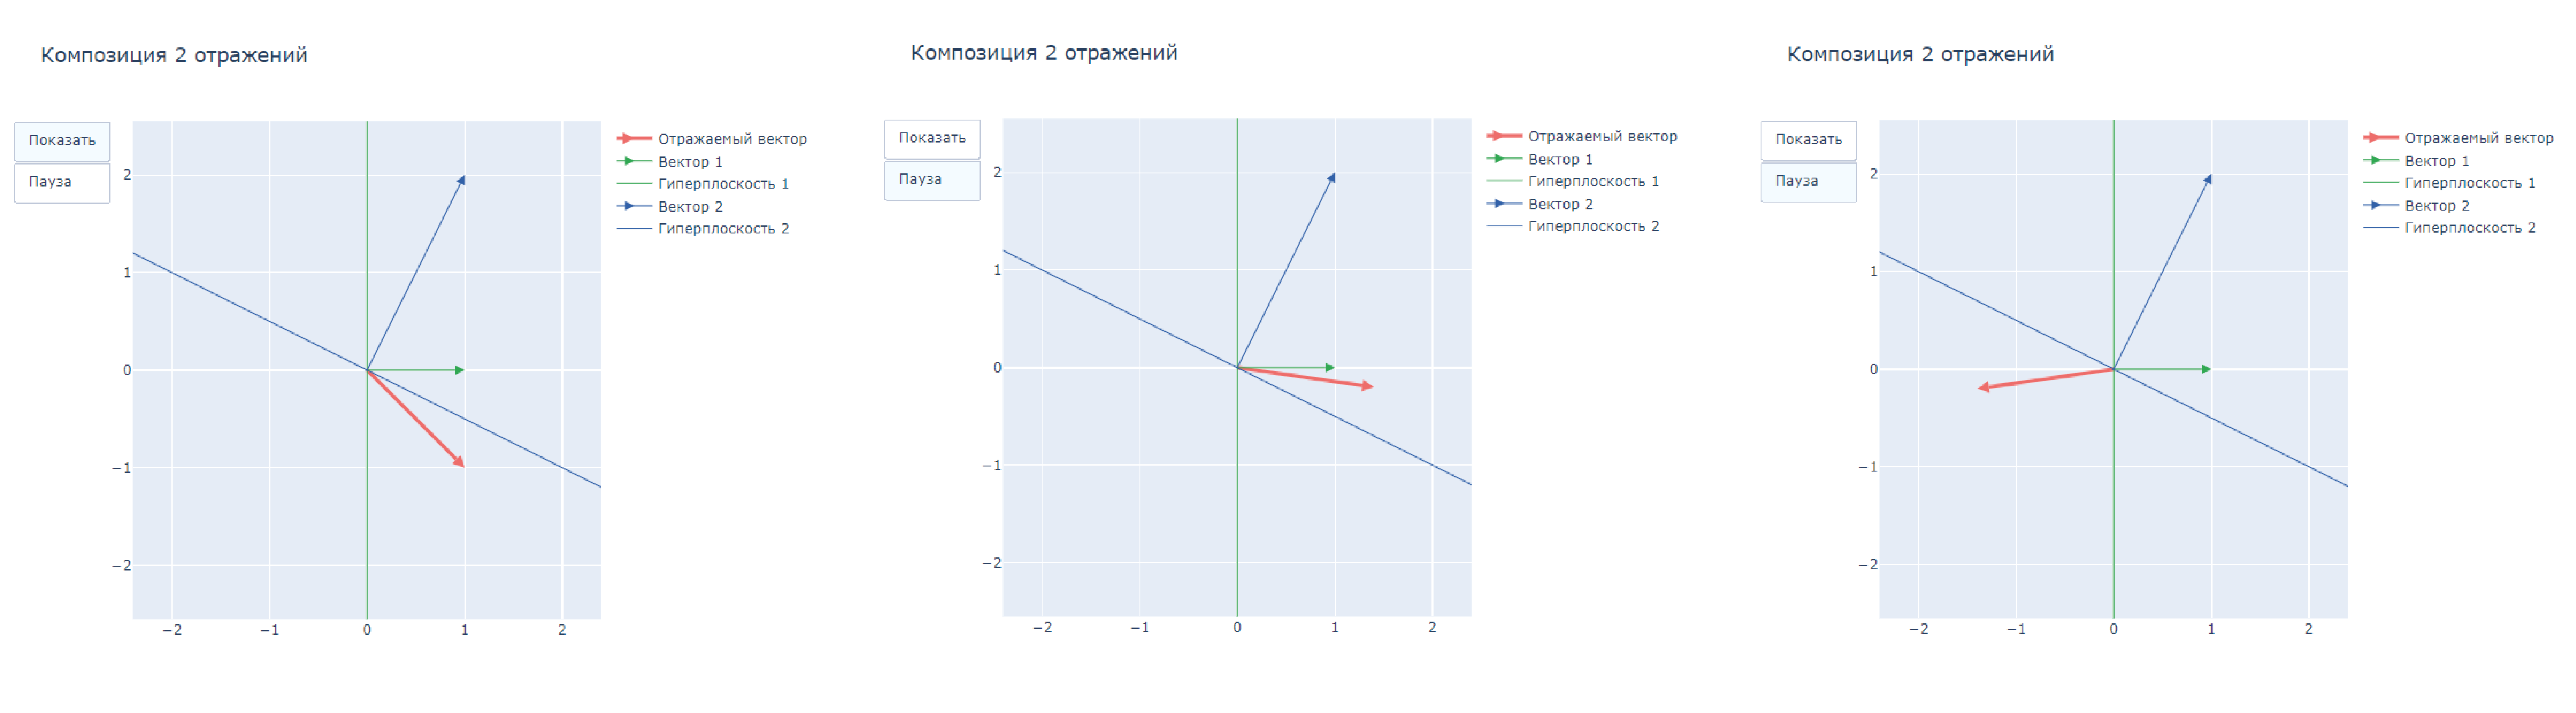 Композиция 2 отражений
Показать
Пауза
Отражаемый вектор
Вектор 1
Гиперплоскость 1
Вектор 2
Гиперплоскость 2
2
1
0
−1
−2
−2 −1 0 1 2
Композиция 2 отражений
Показать
Пауза
Отражаемый вектор
Вектор 1
Гиперплоскость 1
Вектор 2
Гиперплоскость 2
2
1
0
−1
−2
−2 −1 0 1 2
Композиция 2 отражений
Показать
Пауза
Отражаемый вектор
Вектор 1
Гиперплоскость 1
Вектор 2
Гиперплоскость 2
2
1
0
−1
−2
−2 −1 0 1 2